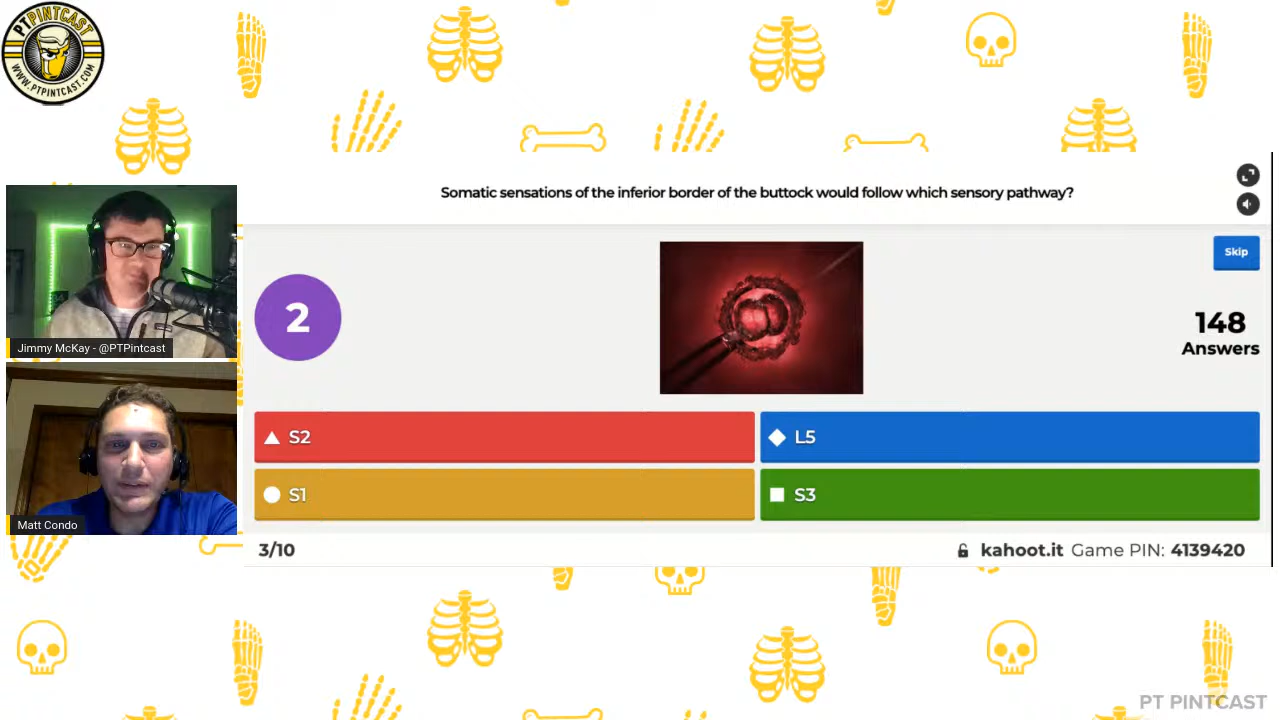 PTPINTCAST
WWW.PTPINTCAST.COM
Somatic sensations of the inferior border of the buttock would follow which sensory pathway?
Skip
2
148
Answers
Jimmy McKay - @PTPintcast
S2
L5
S1
S3
Matt Condo
3/10
kahoot.it Game PIN: 4139420
PT PINTCAST